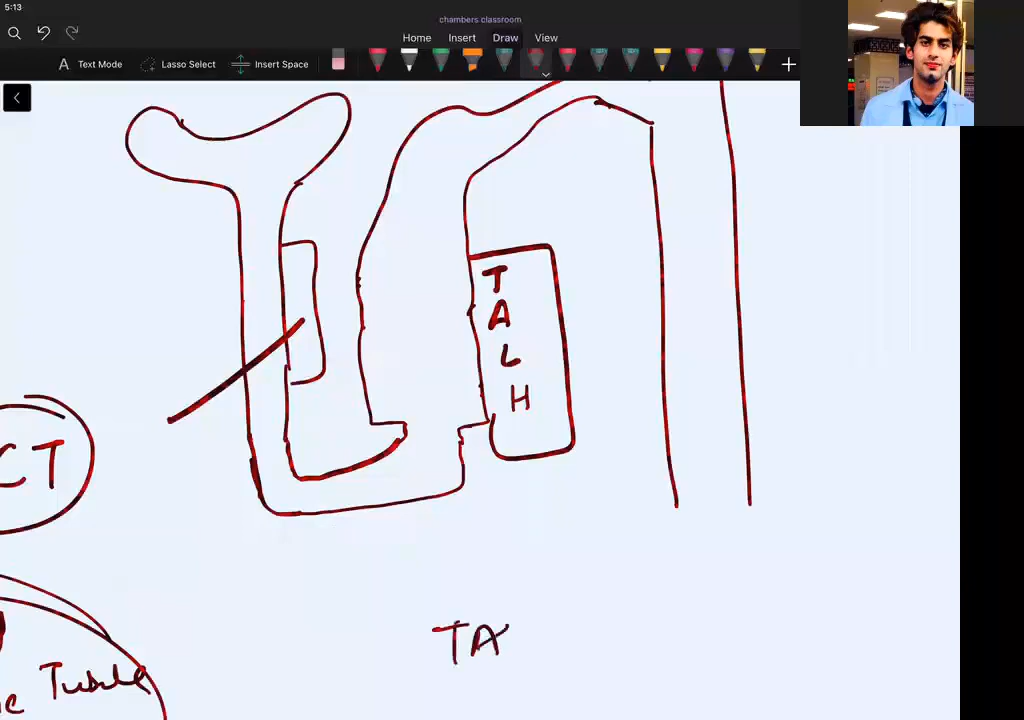 5:13
chambers classroom
Home Insert Draw View
A Text Mode Lasso Select Insert Space
T
A
L
H
CT
TA
Tubule